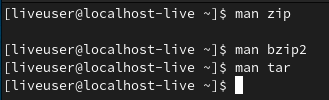 [liveuser@localhost-live ~]$ man zip
[liveuser@localhost-live ~]$ man bzip2
[liveuser@localhost-live ~]$ man tar
[liveuser@localhost-live ~]$